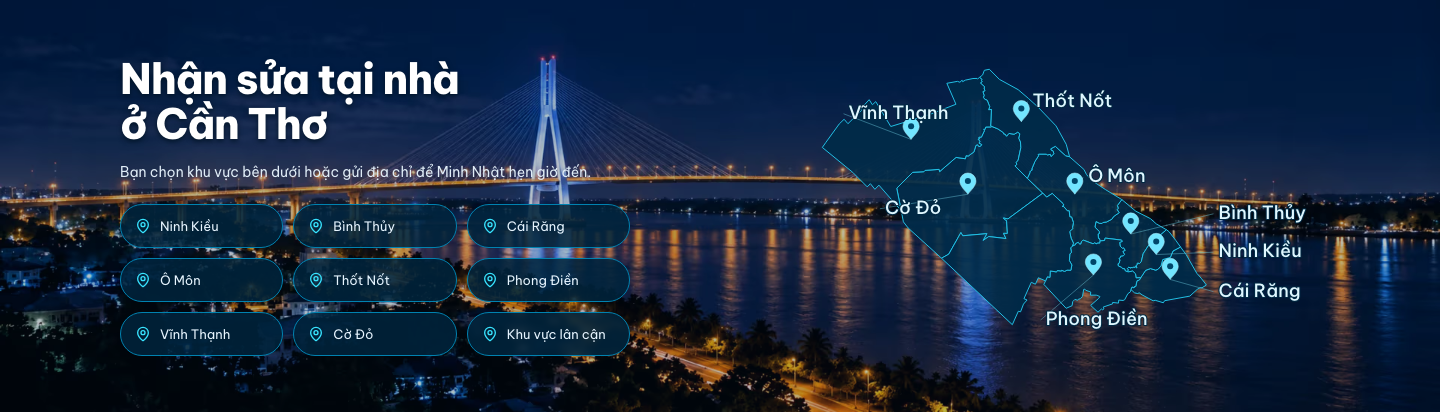 Nhận sửa tại nhà
ở Cần Thơ
Bạn chọn khu vực bên dưới hoặc gửi địa chỉ để Minh Nhật hẹn giờ đến.
Ninh Kiều
Bình Thủy
Cái Răng
Ô Môn
Thốt Nốt
Phong Điền
Vĩnh Thạnh
Cờ Đỏ
Khu vực lân cận
Vĩnh Thạnh
Thốt Nốt
Ô Môn
Cờ Đỏ
Bình Thủy
Ninh Kiều
Cái Răng
Phong Điền